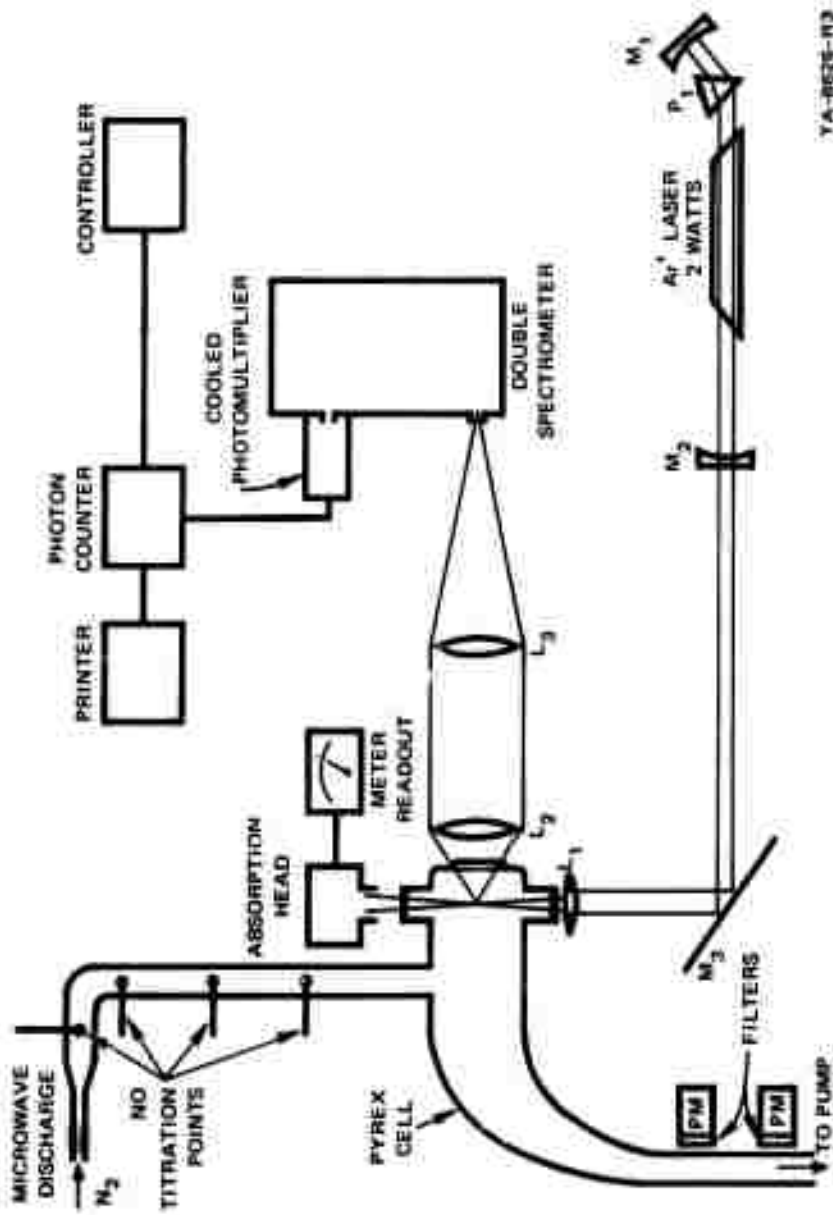 MICROWAVE
DISCHARGE
N2
NO
TITRATION
POINTS
PYREX
CELL
PM
PM
FILTERS
TO PUMP
ABSORPTION
HEAD
METER
READOUT
L1
L2
L3
M3
M2
Ar+ LASER
2 WATTS
P1
M1
PRINTER
PHOTON
COUNTER
CONTROLLER
COOLED
PHOTOMULTIPLIER
DOUBLE
SPECTROMETER